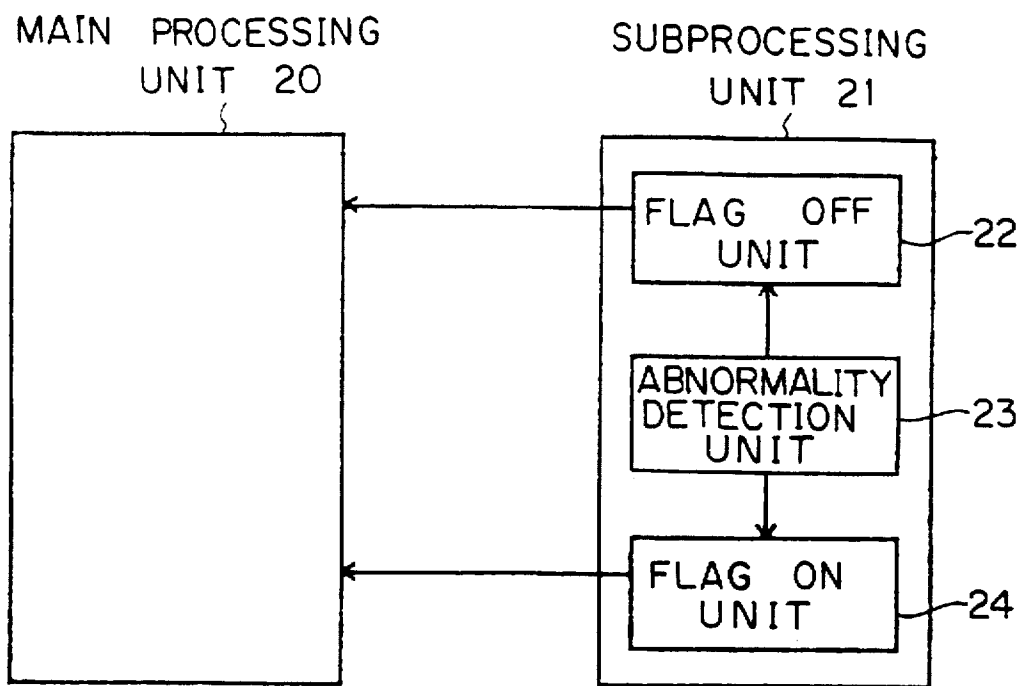 MAIN PROCESSING
UNIT 20
SUBPROCESSING
UNIT 21
FLAG OFF
UNIT
22
ABNORMALITY
DETECTION
UNIT
23
FLAG ON
UNIT
24